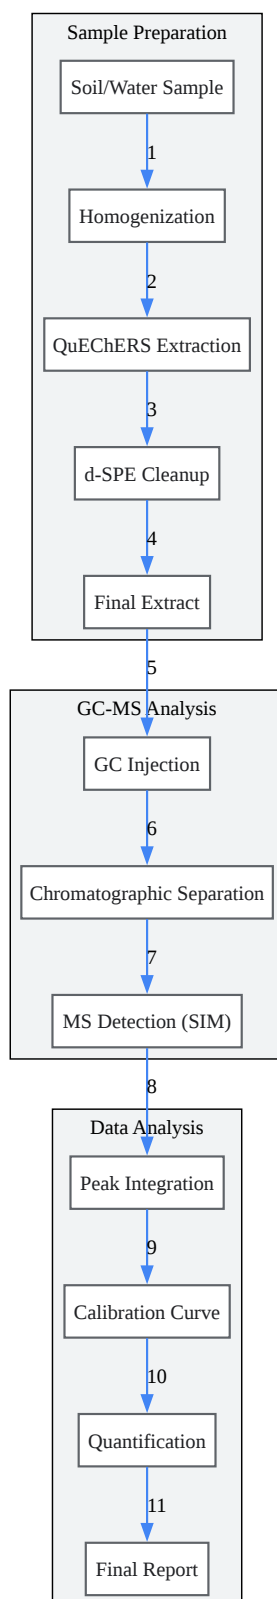 Sample Preparation
Soil/Water Sample
1
Homogenization
2
QuEChERS Extraction
3
d-SPE Cleanup
4
Final Extract
5
GC-MS Analysis
GC Injection
6
Chromatographic Separation
7
MS Detection (SIM)
8
Data Analysis
Peak Integration
9
Calibration Curve
10
Quantification
11
Final Report